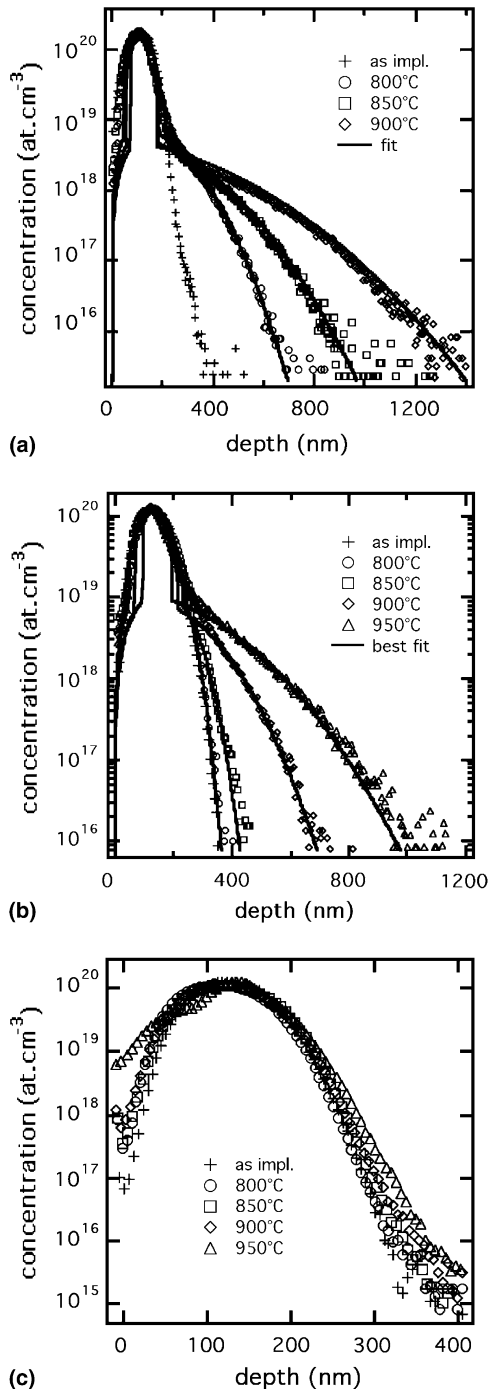 10^20
10^19
10^18
10^17
10^16
concentration (at.cm^-3)
+ as impl.
○ 800°C
□ 850°C
◇ 900°C
— fit
0 400 800 1200
depth (nm)
(a)
10^20
10^19
10^18
10^17
10^16
concentration (at.cm^-3)
+ as impl.
○ 800°C
□ 850°C
◇ 900°C
△ 950°C
— best fit
0 400 800 1200
depth (nm)
(b)
10^20
10^19
10^18
10^17
10^16
10^15
concentration (at.cm^-3)
+ as impl.
○ 800°C
□ 850°C
◇ 900°C
△ 950°C
0 100 200 300 400
depth (nm)
(c)